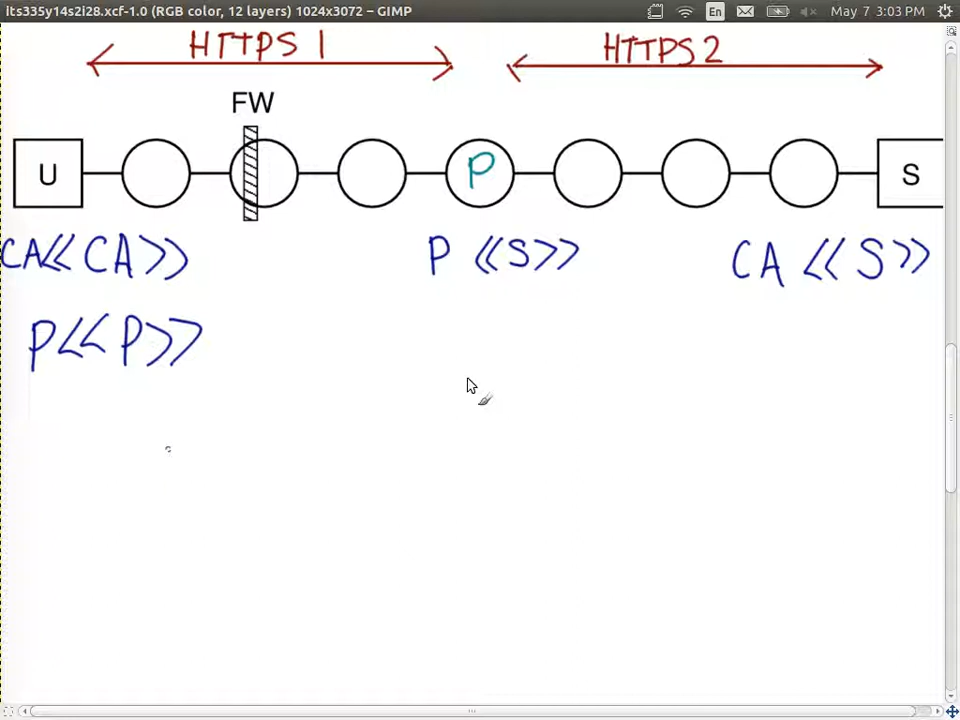 its335y14s2i28.xcf-1.0 (RGB color, 12 layers) 1024x3072 – GIMP
En
May 7 3:03 PM
HTTPS 1
HTTPS 2
FW
U
P
S
CA<<CA>>
P <<S>>
CA <<S>>
P<<P>>